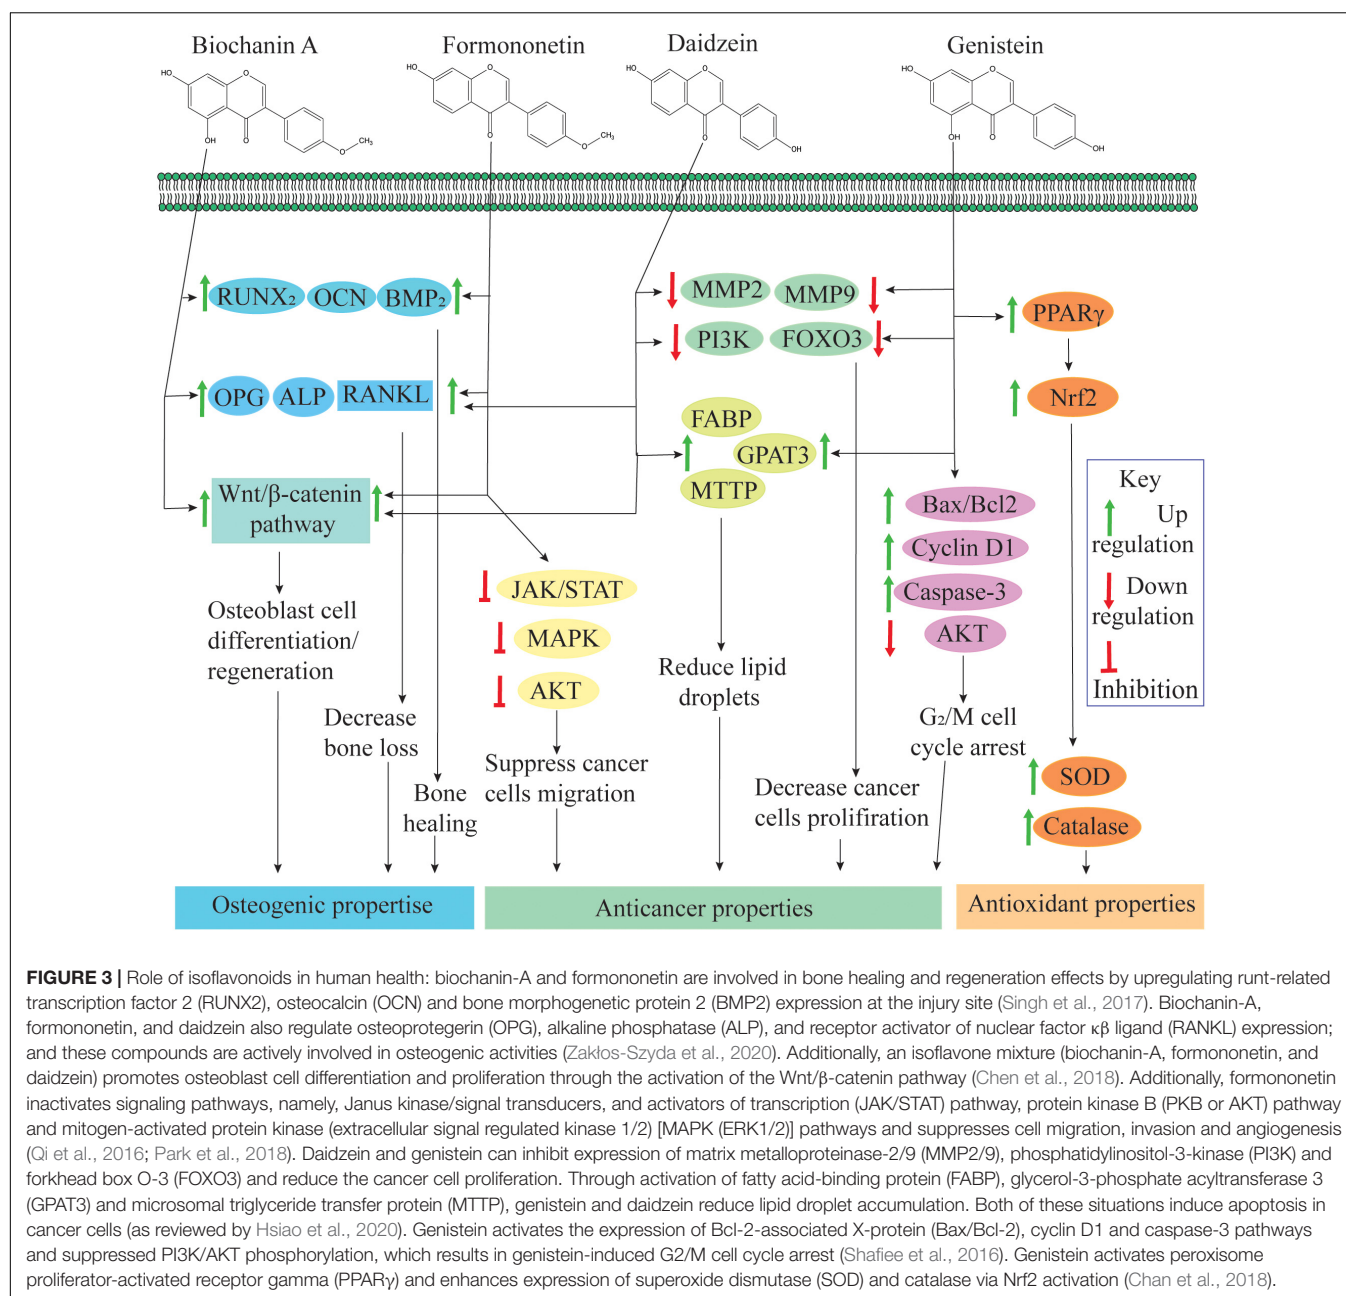 Biochanin A
Formononetin
Daidzein
Genistein
HO
O
OH
O
O
CH₃
HO
O
O
O
CH₃
HO
O
O
OH
HO
O
OH
O
OH
RUNX₂
OCN
BMP₂
MMP2
MMP9
PPARγ
PI3K
FOXO3
OPG
ALP
RANKL
Nrf2
FABP
GPAT3
MTTP
Wnt/β-catenin
pathway
Bax/Bcl2
Cyclin D1
Caspase-3
AKT
Key
Up
regulation
Down
regulation
Inhibition
JAK/STAT
MAPK
AKT
Osteoblast cell
differentiation/
regeneration
Reduce lipid
droplets
Decrease
bone loss
G₂/M cell
cycle arrest
Suppress cancer
cells migration
SOD
Catalase
Bone
healing
Decrease cancer
cells prolifiration
Osteogenic propertise
Anticancer properties
Antioxidant properties
FIGURE 3 | Role of isoflavonoids in human health: biochanin-A and formononetin are involved in bone healing and regeneration effects by upregulating runt-related
transcription factor 2 (RUNX2), osteocalcin (OCN) and bone morphogenetic protein 2 (BMP2) expression at the injury site (Singh et al., 2017). Biochanin-A,
formononetin, and daidzein also regulate osteoprotegerin (OPG), alkaline phosphatase (ALP), and receptor activator of nuclear factor κβ ligand (RANKL) expression;
and these compounds are actively involved in osteogenic activities (Zakłos-Szyda et al., 2020). Additionally, an isoflavone mixture (biochanin-A, formononetin, and
daidzein) promotes osteoblast cell differentiation and proliferation through the activation of the Wnt/β-catenin pathway (Chen et al., 2018). Additionally, formononetin
inactivates signaling pathways, namely, Janus kinase/signal transducers, and activators of transcription (JAK/STAT) pathway, protein kinase B (PKB or AKT) pathway
and mitogen-activated protein kinase (extracellular signal regulated kinase 1/2) [MAPK (ERK1/2)] pathways and suppresses cell migration, invasion and angiogenesis
(Qi et al., 2016; Park et al., 2018). Daidzein and genistein can inhibit expression of matrix metalloproteinase-2/9 (MMP2/9), phosphatidylinositol-3-kinase (PI3K) and
forkhead box O-3 (FOXO3) and reduce the cancer cell proliferation. Through activation of fatty acid-binding protein (FABP), glycerol-3-phosphate acyltransferase 3
(GPAT3) and microsomal triglyceride transfer protein (MTTP), genistein and daidzein reduce lipid droplet accumulation. Both of these situations induce apoptosis in
cancer cells (as reviewed by Hsiao et al., 2020). Genistein activates the expression of Bcl-2-associated X-protein (Bax/Bcl-2), cyclin D1 and caspase-3 pathways
and suppressed PI3K/AKT phosphorylation, which results in genistein-induced G2/M cell cycle arrest (Shafiee et al., 2016). Genistein activates peroxisome
proliferator-activated receptor gamma (PPARγ) and enhances expression of superoxide dismutase (SOD) and catalase via Nrf2 activation (Chan et al., 2018).